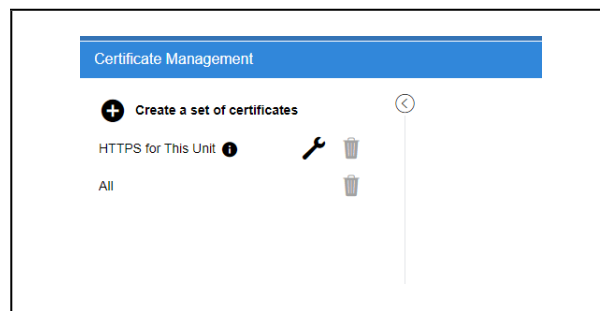 Certificate Management
Create a set of certificates
HTTPS for This Unit
All